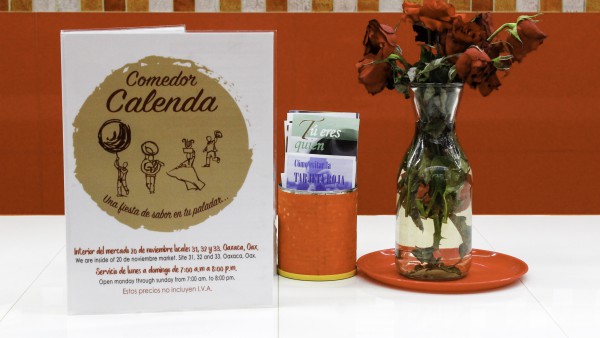 Comedor
Calenda
Una fiesta de sabor en tu paladar...
Interior del mercado 20 de noviembre locales 31, 32 y 33, Oaxaca, Oax.
We are inside of 20 de noviembre market. Site 31, 32 and 33. Oaxaca, Oax.
Servicio de lunes a domingo de 7:00 a.m a 8:00 p.m.
Open monday through sunday from 7:00 am. to 8:00 pm.
Estos precios no incluyen I.V.A.
Tú eres
quien
TARJETA ROJA